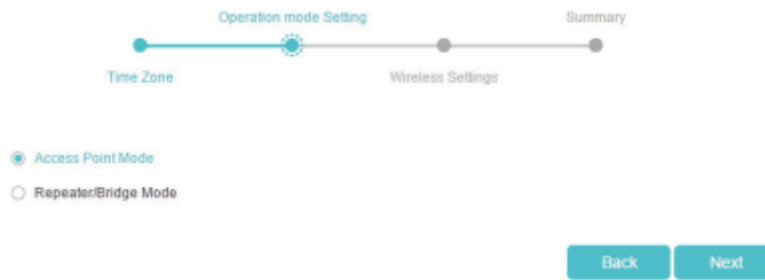 Operation mode Setting Summary
Time Zone Wireless Settings
Access Point Mode
Repeater/Bridge Mode
Back Next